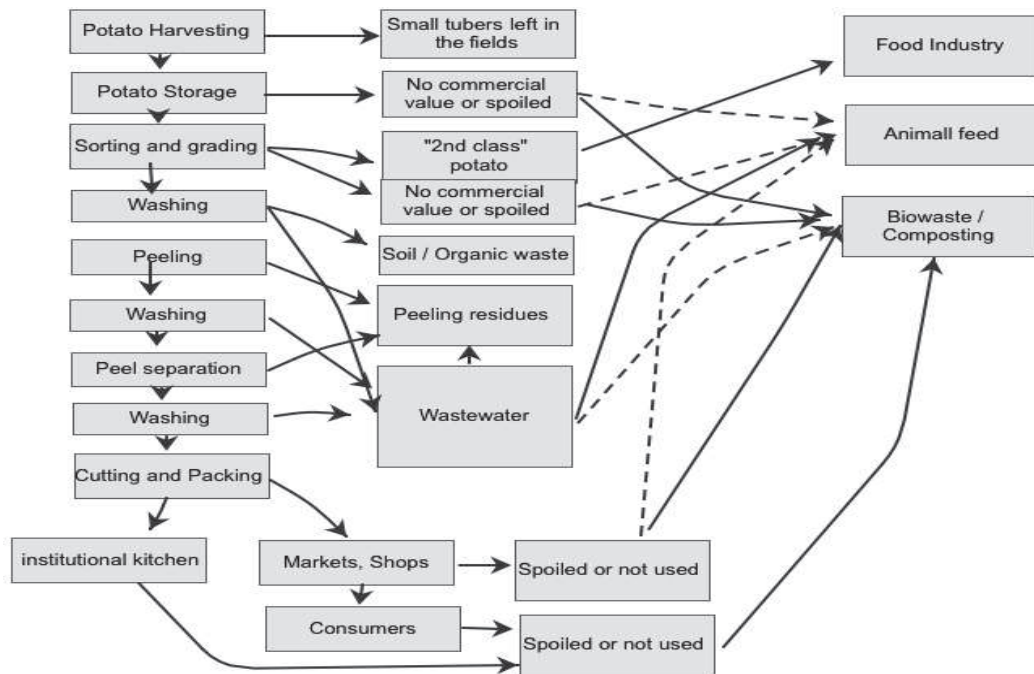 Potato Harvesting
Small tubers left in
the fields
Food Industry
Potato Storage
No commercial
value or spoiled
Sorting and grading
"2nd class"
potato
Animall feed
Washing
No commercial
value or spoiled
Biowaste /
Composting
Peeling
Soil / Organic waste
Washing
Peeling residues
Peel separation
Washing
Wastewater
Cutting and Packing
institutional kitchen
Markets, Shops
Spoiled or not used
Consumers
Spoiled or not used